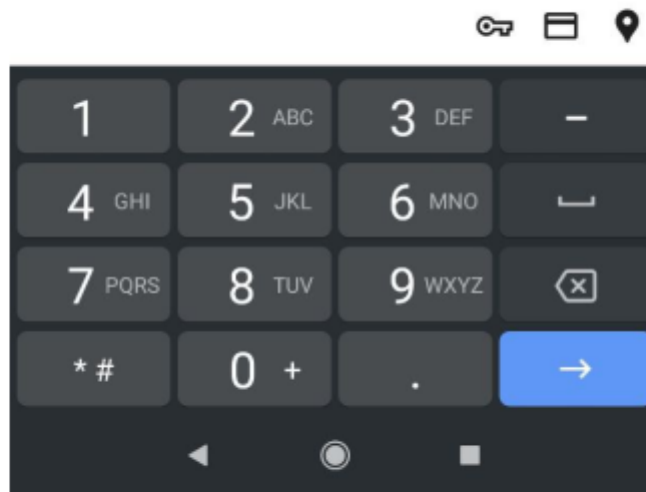 1 2 ABC 3 DEF -
4 GHI 5 JKL 6 MNO
7 PQRS 8 TUV 9 WXYZ
* # 0 + .